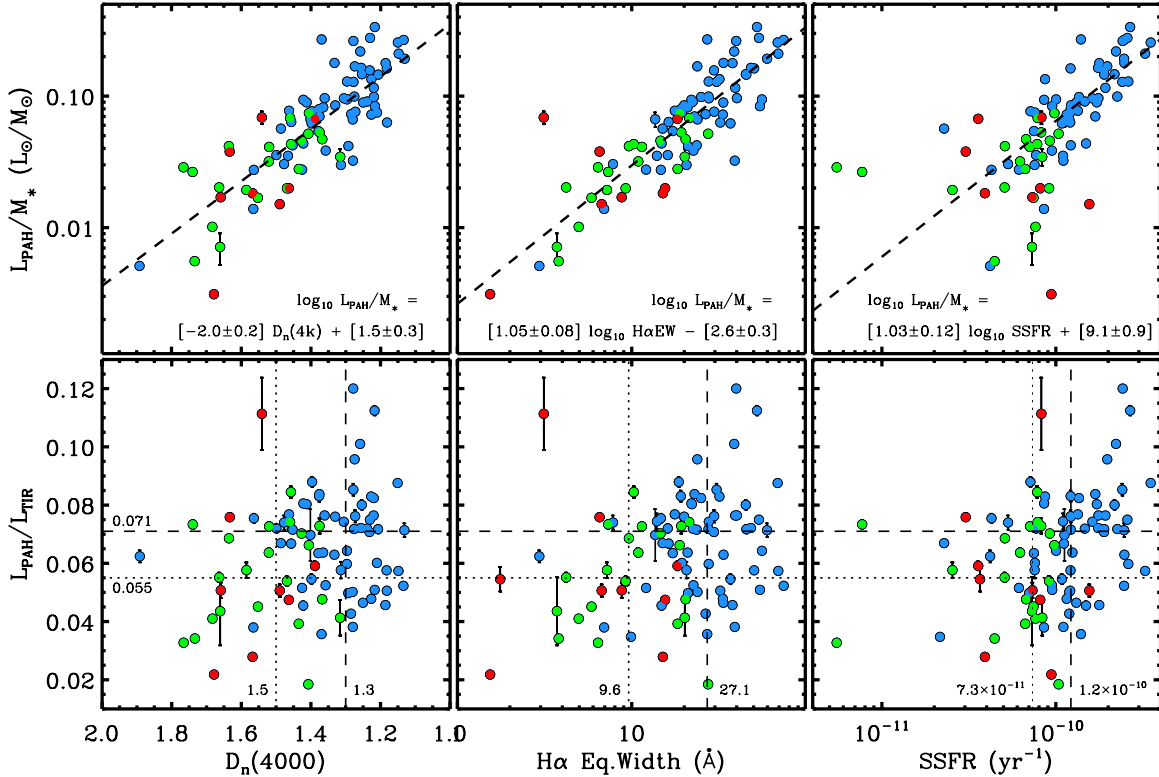 L_PAH/M_* (L_⊙/M_⊙)
0.10
0.01
log₁₀ L_PAH/M_* =
[−2.0±0.2] Dₙ(4k) + [1.5±0.3]
log₁₀ L_PAH/M_* =
[1.05±0.08] log₁₀ HαEW − [2.6±0.3]
log₁₀ L_PAH/M_* =
[1.03±0.12] log₁₀ SSFR + [9.1±0.9]
L_PAH/L_TIR
0.12
0.10
0.08
0.06
0.04
0.02
0.071
0.055
1.5
1.3
9.6
27.1
7.3×10⁻¹¹
1.2×10⁻¹⁰
2.0 1.8 1.6 1.4 1.2 1.0
10
10⁻¹¹ 10⁻¹⁰
Dₙ(4000)
Hα Eq.Width (Å)
SSFR (yr⁻¹)